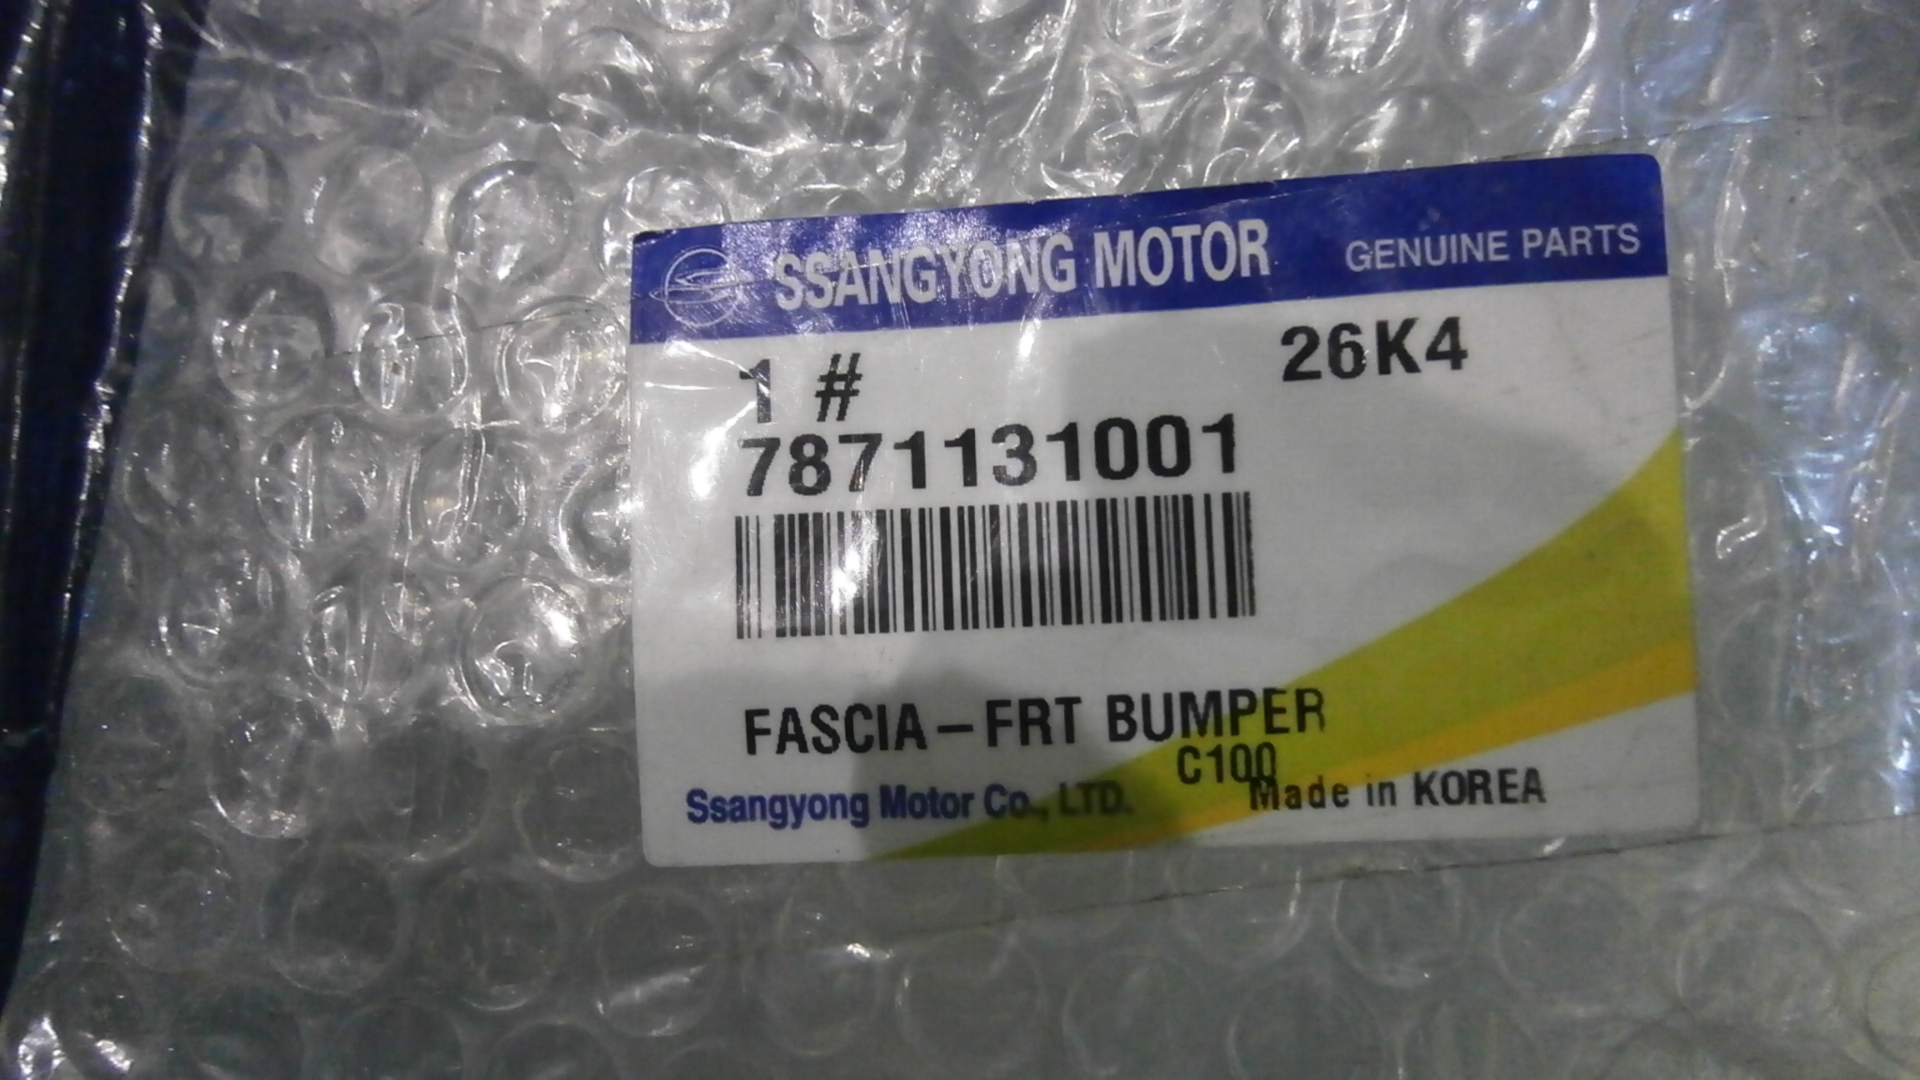 SSANGYONG MOTOR GENUINE PARTS
1 # 26K4
7871131001
FASCIA-FRT BUMPER
C100
Ssangyong Motor Co., LTD. Made in KOREA